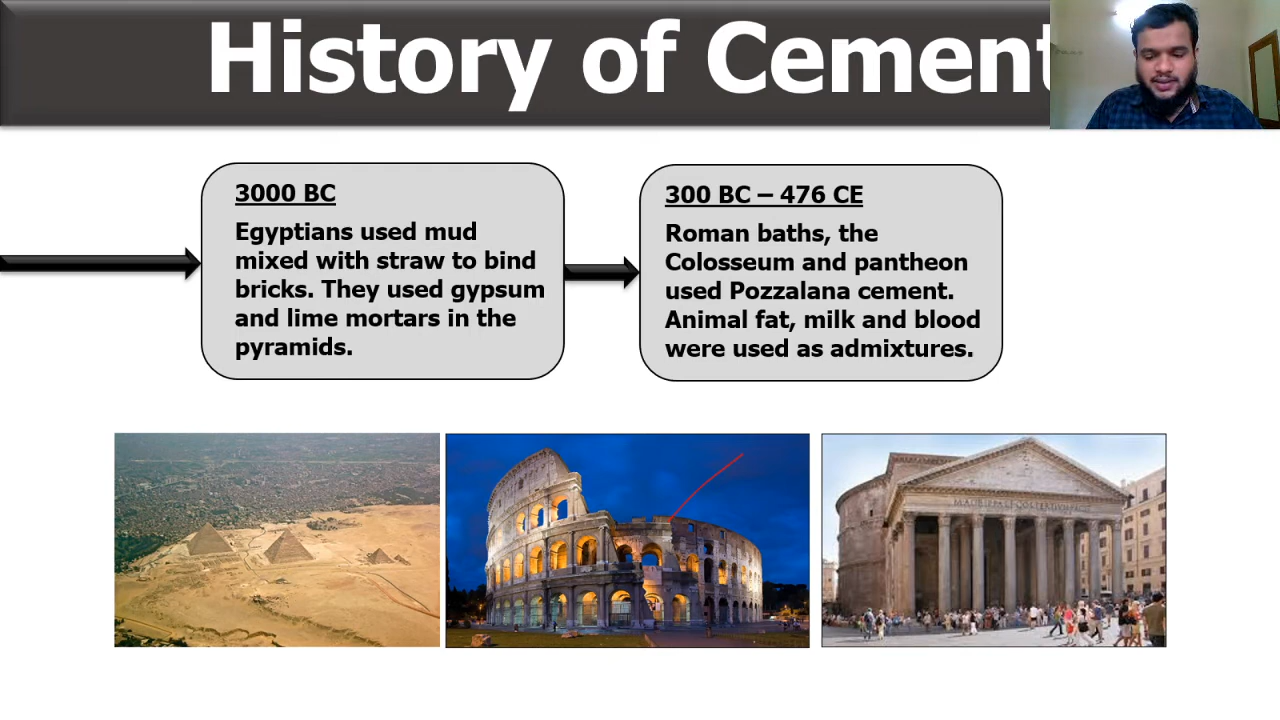 History of Cement
3000 BC
Egyptians used mud
mixed with straw to bind
bricks. They used gypsum
and lime mortars in the
pyramids.
300 BC – 476 CE
Roman baths, the
Colosseum and pantheon
used Pozzalana cement.
Animal fat, milk and blood
were used as admixtures.